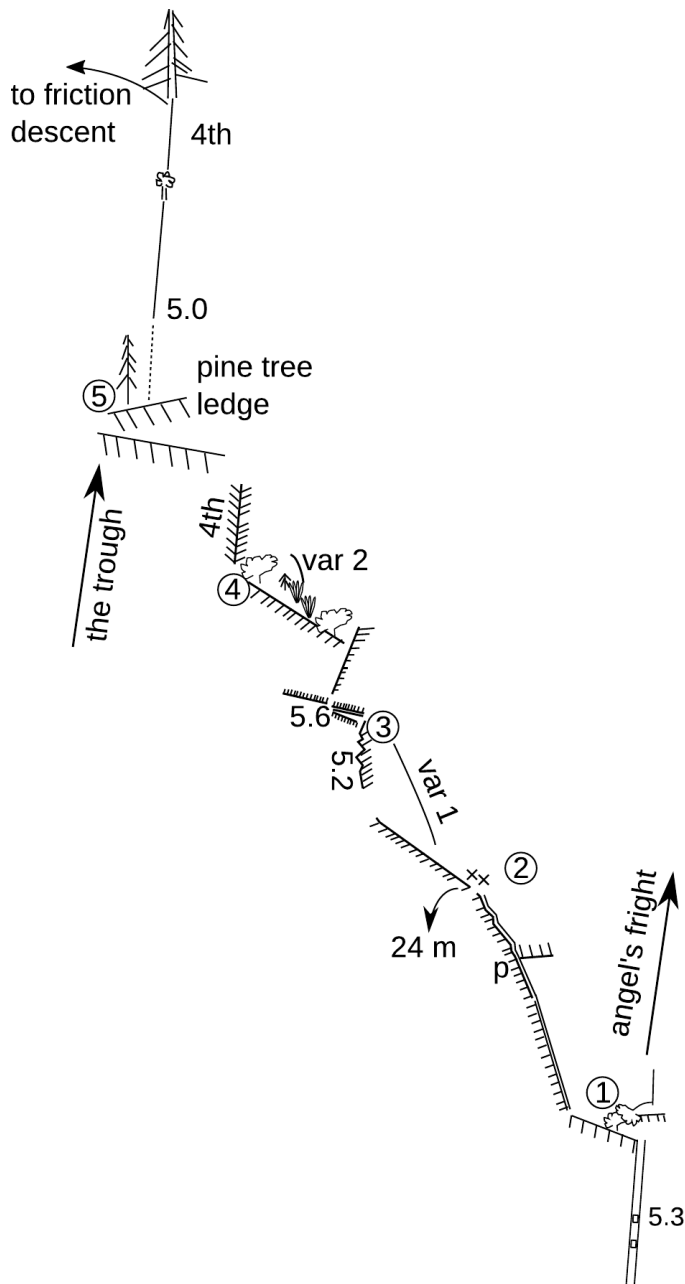 to friction
descent
4th
5.0
pine tree
ledge
5
the trough
4th
var 2
4
5.6
3
5.2
var 1
2
24 m
p
angel's fright
1
5.3